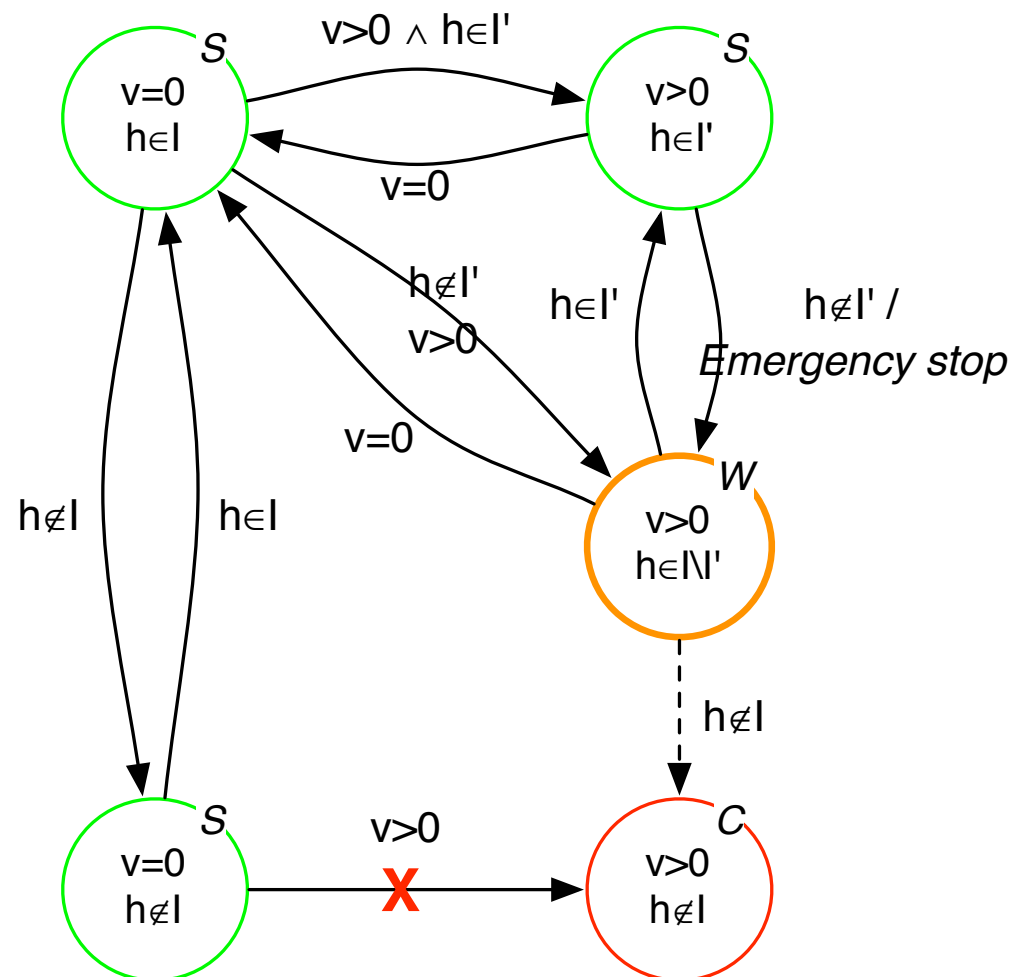 v>0 ∧ h∈I'
S
v=0
h∈I
S
v>0
h∈I'
v=0
h∉I'
v>0
h∈I'
h∉I' /
Emergency stop
v=0
h∉I
h∈I
W
v>0
h∈I\I'
h∉I
S
v=0
h∉I
v>0
X
C
v>0
h∉I